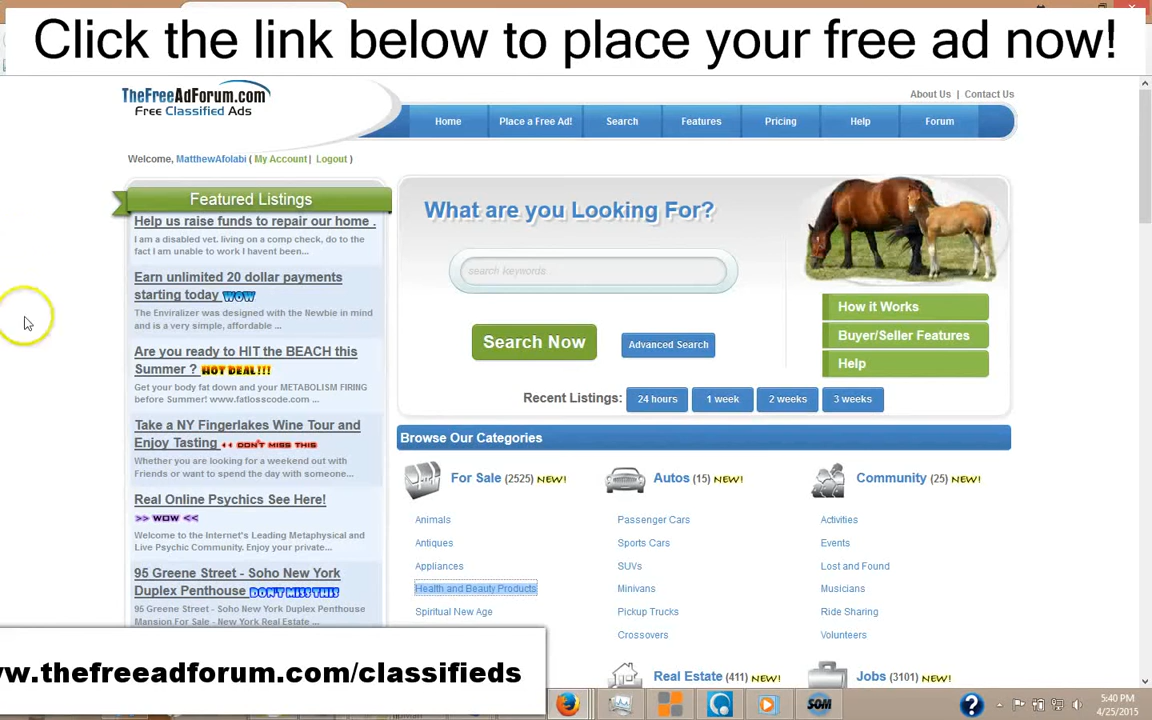 Click the link below to place your free ad now!
TheFreeAdForum.com
Free Classified Ads
About Us | Contact Us
Home
Place a Free Ad!
Search
Features
Pricing
Help
Forum
Welcome, MatthewAfolabi ( My Account | Logout )
Featured Listings
Help us raise funds to repair our home .
I am a disabled vet. living on a comp check, do to the
fact I am unable to work I havent been...
Earn unlimited 20 dollar payments
starting today WOW
The Enviralizer was designed with the Newbie in mind
and is a very simple, affordable ...
Are you ready to HIT the BEACH this
Summer ? HOT DEAL!!!
Get your body fat down and your METABOLISM FIRING
before Summer! www.fatlosscode.com ...
Take a NY Fingerlakes Wine Tour and
Enjoy Tasting DON'T MISS THIS
Whether you are looking for a weekend out with
Friends or want to spend the day with someone...
Real Online Psychics See Here!
>> WOW <<
Welcome to the Internet's Leading Metaphysical and
Live Psychic Community. Enjoy your private...
95 Greene Street - Soho New York
Duplex Penthouse DON'T MISS THIS
95 Greene Street - Soho New York Duplex Penthouse
Mansion For Sale - New York Real Estate ...
What are you Looking For?
search keywords
Search Now
Advanced Search
How it Works
Buyer/Seller Features
Help
Recent Listings:
24 hours
1 week
2 weeks
3 weeks
Browse Our Categories
For Sale (2525) NEW!
Animals
Antiques
Appliances
Health and Beauty Products
Spiritual New Age
Autos (15) NEW!
Passenger Cars
Sports Cars
SUVs
Minivans
Pickup Trucks
Crossovers
Community (25) NEW!
Activities
Events
Lost and Found
Musicians
Ride Sharing
Volunteers
Real Estate (411) NEW!
Jobs (3101) NEW!
w.thefreeadforum.com/classifieds
SOM
5:40 PM
4/25/2015